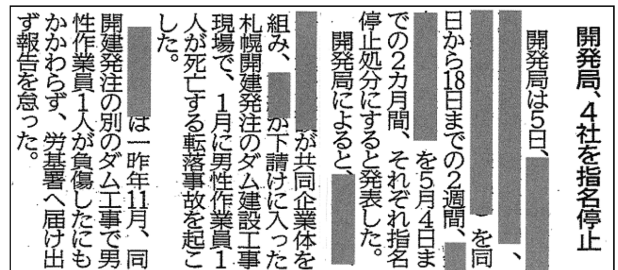 開発局、4社を指名停止
開発局は5日、
、
を同
日から18日までの2週間、
を5月4日ま
での2カ月間、それぞれ指名
停止処分にすると発表した。
開発局によると、
が共同企業体を
組み、が下請けに入った
札幌開建発注のダム建設工事
現場で、1月に男性作業員1
人が死亡する転落事故を起こ
した。
は一昨年11月、同
開建発注の別のダム工事で男
性作業員1人が負傷したにも
かかわらず、労基署へ届け出
ず報告を怠った。